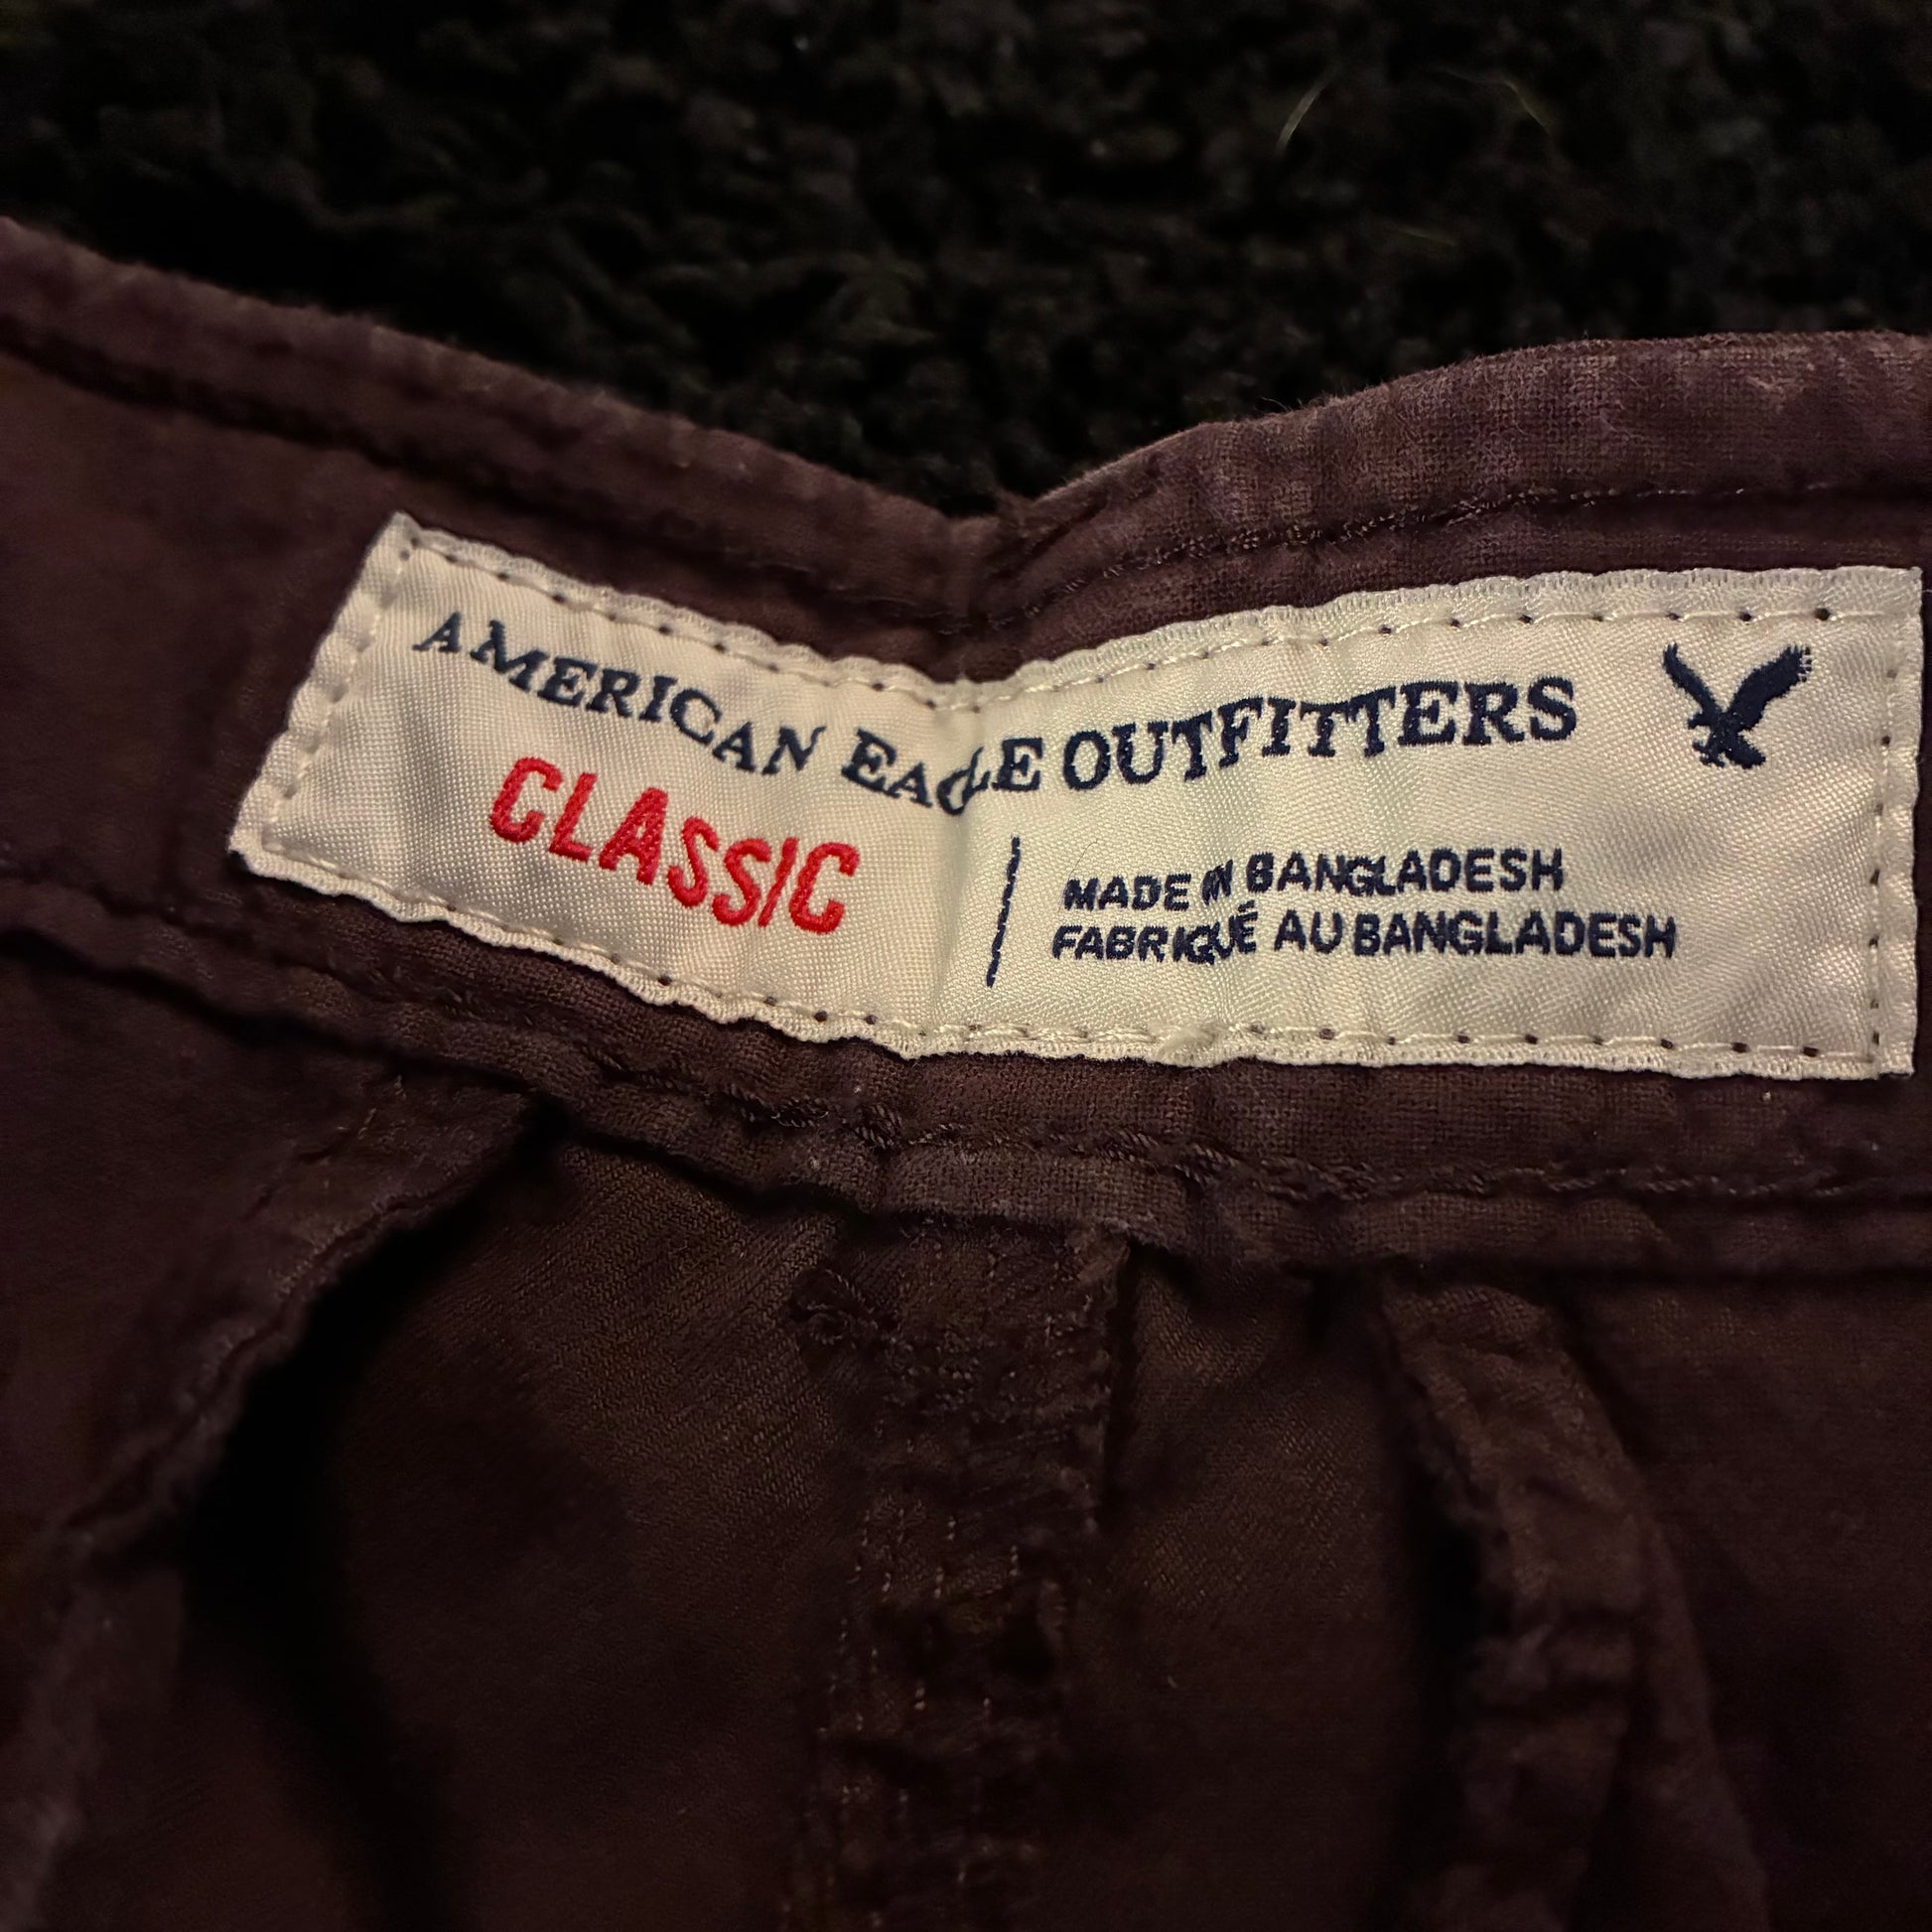 AMERICAN EAGLE OUTFITTERS
CLASSIC
MADE IN BANGLADESH
FABRIQUÉ AU BANGLADESH